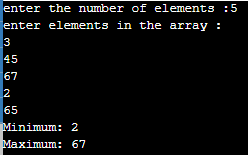 enter the number of elements :5
enter elements in the array :
3
45
67
2
65
Minimum: 2
Maximum: 67